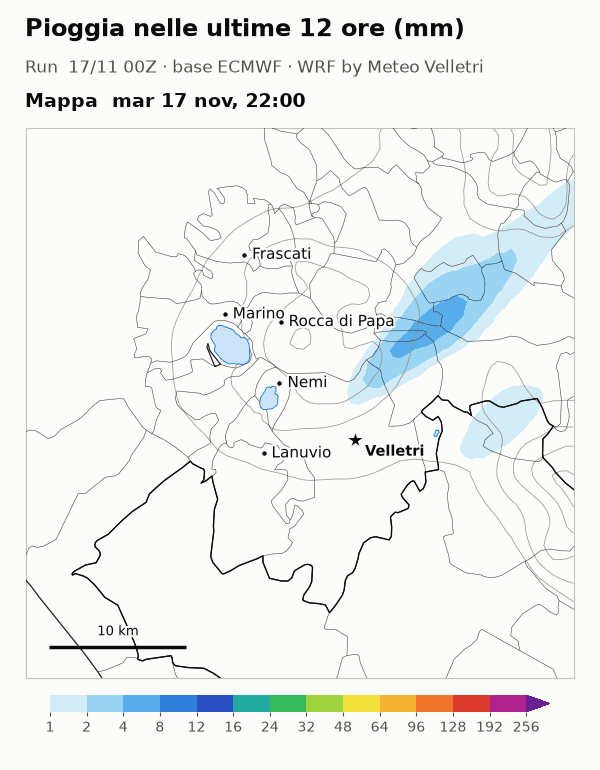 Pioggia nelle ultime 12 ore (mm)
Run 17/11 00Z · base ECMWF · WRF by Meteo Velletri
Mappa mar 17 nov, 22:00
Frascati
Marino
Rocca di Papa
Nemi
Velletri
Lanuvio
10 km
1 2 4 8 12 16 24 32 48 64 96 128 192 256